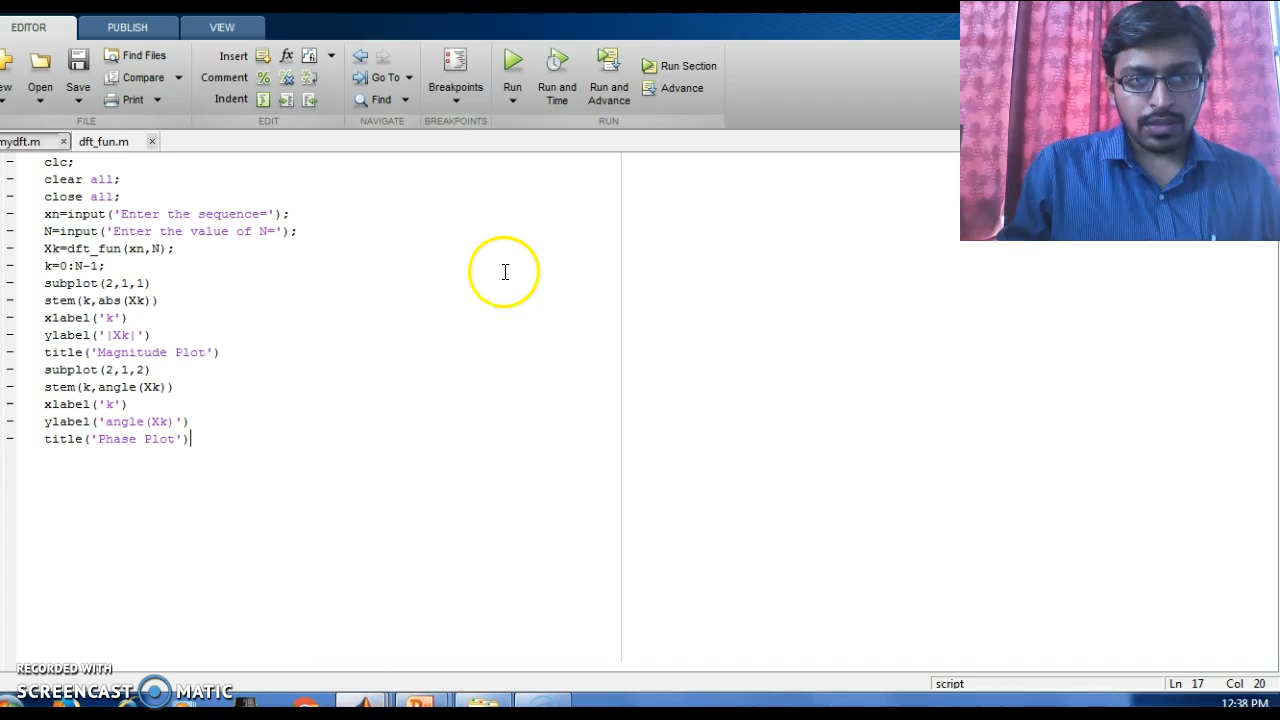 EDITOR PUBLISH VIEW
Find Files
Compare
Print
Open Save
FILE
Insert fx
Comment
Indent
EDIT
Go To
Find
NAVIGATE
Breakpoints
BREAKPOINTS
Run
Run and Time
Run and Advance
Run Section
Advance
RUN
mydft.m dft_fun.m
clc;
clear all;
close all;
xn=input('Enter the sequence=');
N=input('Enter the value of N=');
Xk=dft_fun(xn,N);
k=0:N-1;
subplot(2,1,1)
stem(k,abs(Xk))
xlabel('k')
ylabel('|Xk|')
title('Magnitude Plot')
subplot(2,1,2)
stem(k,angle(Xk))
xlabel('k')
ylabel('angle(Xk)')
title('Phase Plot')
RECORDED WITH
SCREENCAST MATIC
script Ln 17 Col 20
12:38 PM